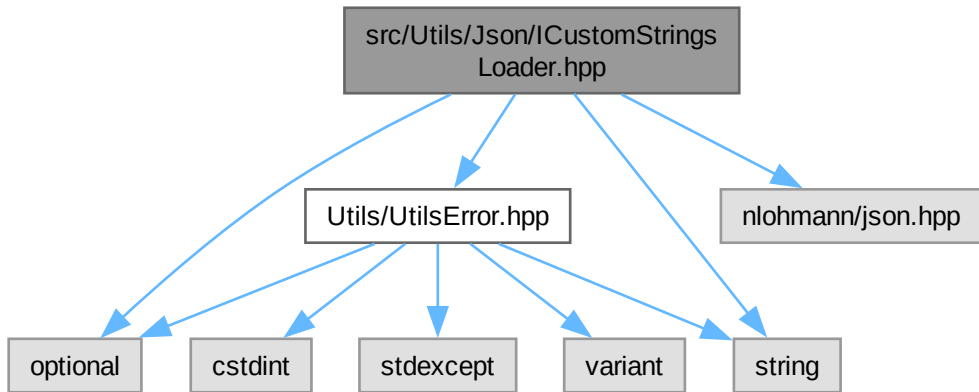 src/Utils/Json/ICustomStrings
Loader.hpp
Utils/UtilsError.hpp
nlohmann/json.hpp
optional
cstdint
stdexcept
variant
string